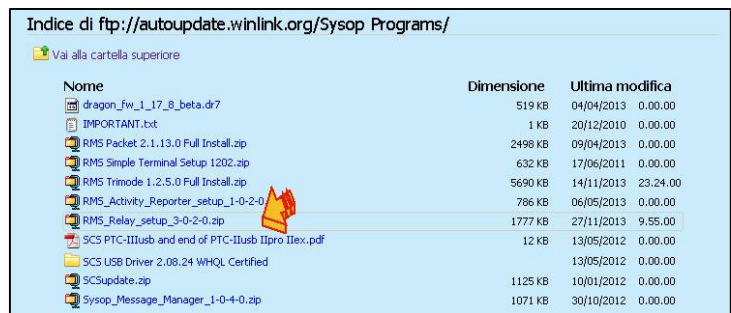 Indice di ftp://autoupdate.winlink.org/Sysop Programs/
Vai alla cartella superiore
Nome Dimensione Ultima modifica
dragon_fw_1_17_8_beta.dr7 519 KB 04/04/2013 0.00.00
IMPORTANT.txt 1 KB 20/12/2010 0.00.00
RMS Packet 2.1.13.0 Full Install.zip 2498 KB 09/04/2013 0.00.00
RMS Simple Terminal Setup 1202.zip 632 KB 17/06/2011 0.00.00
RMS Trimode 1.2.5.0 Full Install.zip 5690 KB 14/11/2013 23.24.00
RMS_Activity_Reporter_setup_1-0-2-0 786 KB 06/05/2013 0.00.00
RMS_Relay_setup_3-0-2-0.zip 1777 KB 27/11/2013 9.55.00
SCS PTC-IIIusb and end of PTC-IIusb IIpro IIex.pdf 12 KB 13/05/2012 0.00.00
SCS USB Driver 2.08.24 WHQL Certified 13/05/2012 0.00.00
SCSupdate.zip 1125 KB 10/01/2012 0.00.00
Sysop_Message_Manager_1-0-4-0.zip 1071 KB 30/10/2012 0.00.00